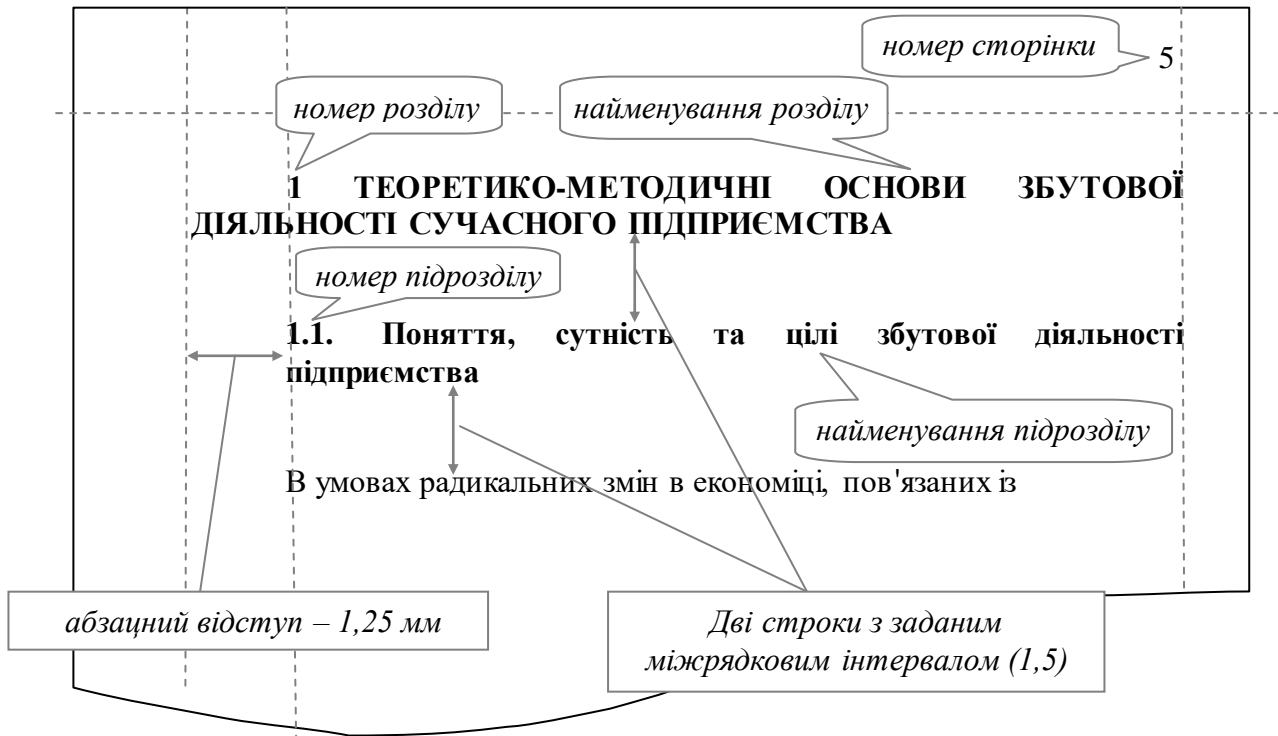 номер сторінки
5
номер розділу
найменування розділу
1 ТЕОРЕТИКО-МЕТОДИЧНІ ОСНОВИ ЗБУТОВОЇ
ДІЯЛЬНОСТІ СУЧАСНОГО ПІДПРИЄМСТВА
номер підрозділу
1.1. Поняття, сутність та цілі збутової діяльності
підприємства
найменування підрозділу
В умовах радикальних змін в економіці, пов'язаних із
абзацний відступ – 1,25 мм
Дві строки з заданим
міжрядковим інтервалом (1,5)